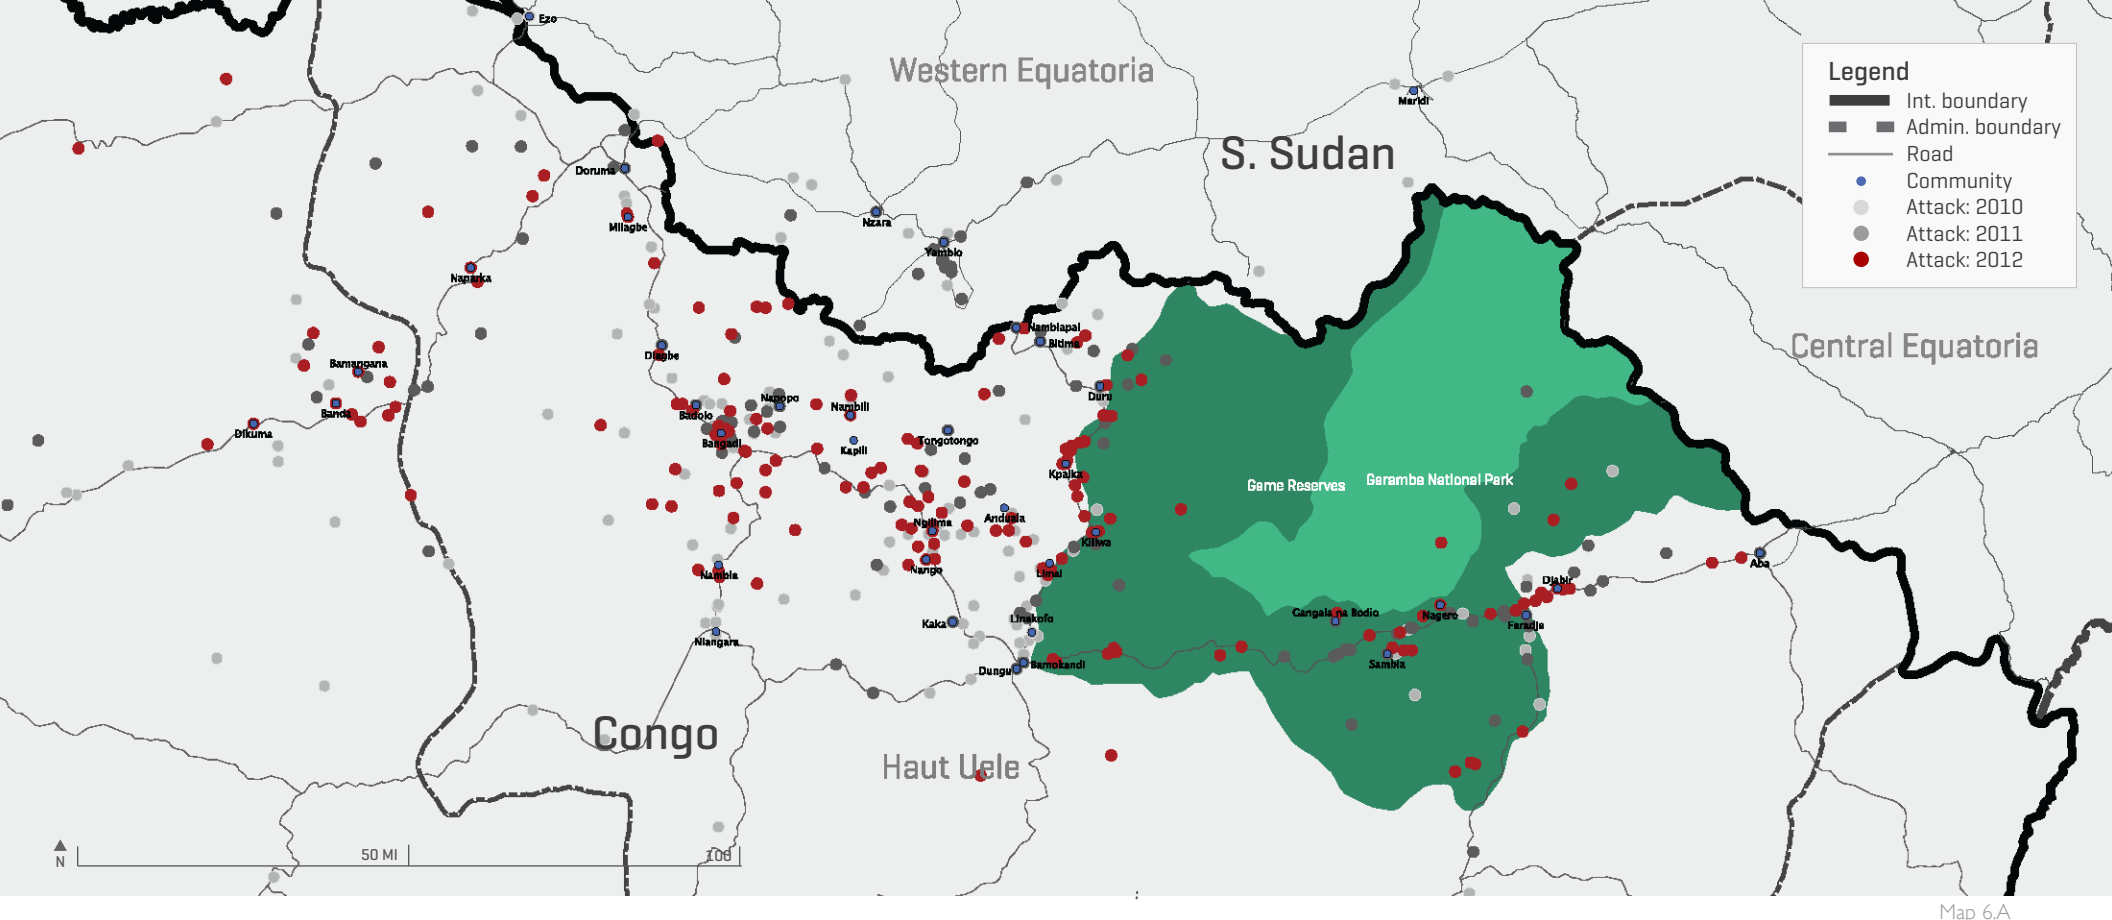 Ezo
Western Equatoria
Maridi
S. Sudan
Legend
Int. boundary
Admin. boundary
Road
Community
Attack: 2010
Attack: 2011
Attack: 2012
Doruma
Milagbe
Nzara
Yambio
Naparka
Nambiapai
Bitima
Diagbe
Central Equatoria
Bamangana
Banda
Dikuma
Duru
Napopo
Badolo
Nambili
Bangadi
Kapili
Tongotongo
Kpaika
Game Reserves
Garamba National Park
Ngilima
Anduala
Kiliwa
Nambia
Nango
Limai
Aba
Djabir
Gangala na Bodio
Nagero
Faradje
Linakofo
Kaka
Niangara
Dungu
Bamokandi
Sambia
Congo
Haut Uele
N
50 MI
100
Map 6.A